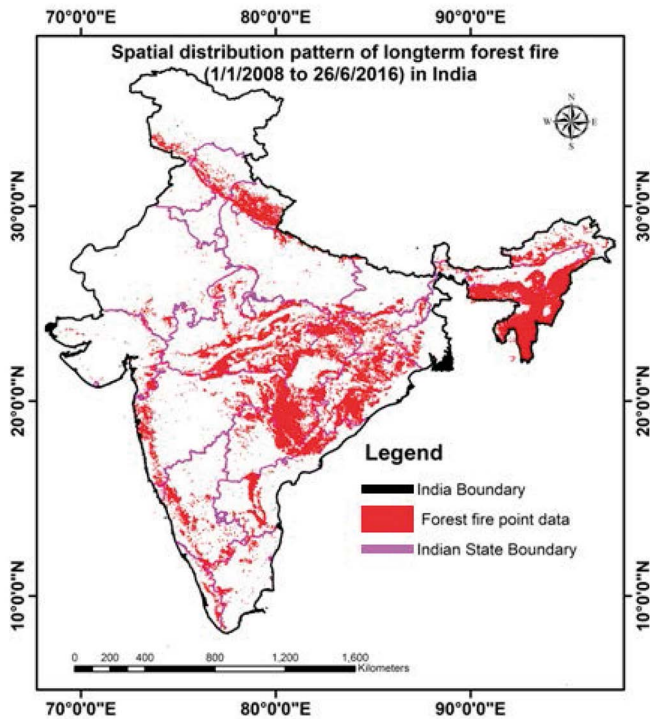 70°0'0"E 80°0'0"E 90°0'0"E
Spatial distribution pattern of longterm forest fire
(1/1/2008 to 26/6/2016) in India
N
W E
S
30°0'0"N 30°0'0"N
20°0'0"N 20°0'0"N
Legend
India Boundary
Forest fire point data
Indian State Boundary
10°0'0"N 10°0'0"N
0 200 400 800 1,200 1,600
Kilometers
70°0'0"E 80°0'0"E 90°0'0"E